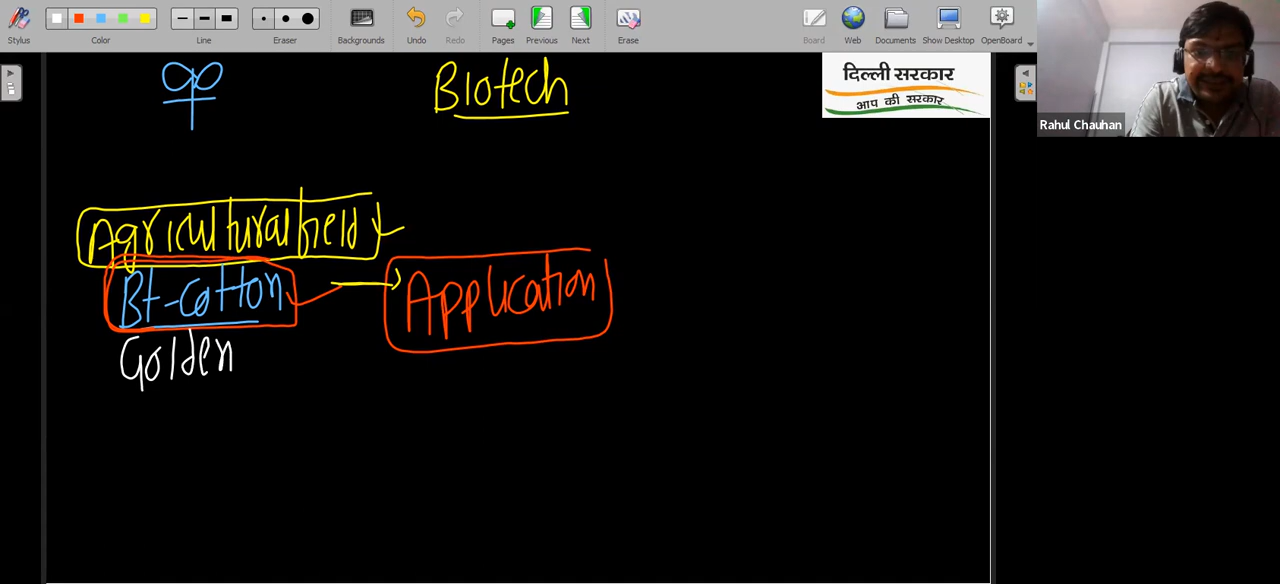 Stylus
Color
Line
Eraser
Backgrounds
Undo
Redo
Pages
Previous
Next
Erase
Board
Web
Documents
Show Desktop
OpenBoard
Biotech
दिल्ली सरकार
आप की सरकार
Rahul Chauhan
Agricultural field
Bt-cotton
Application
Golden